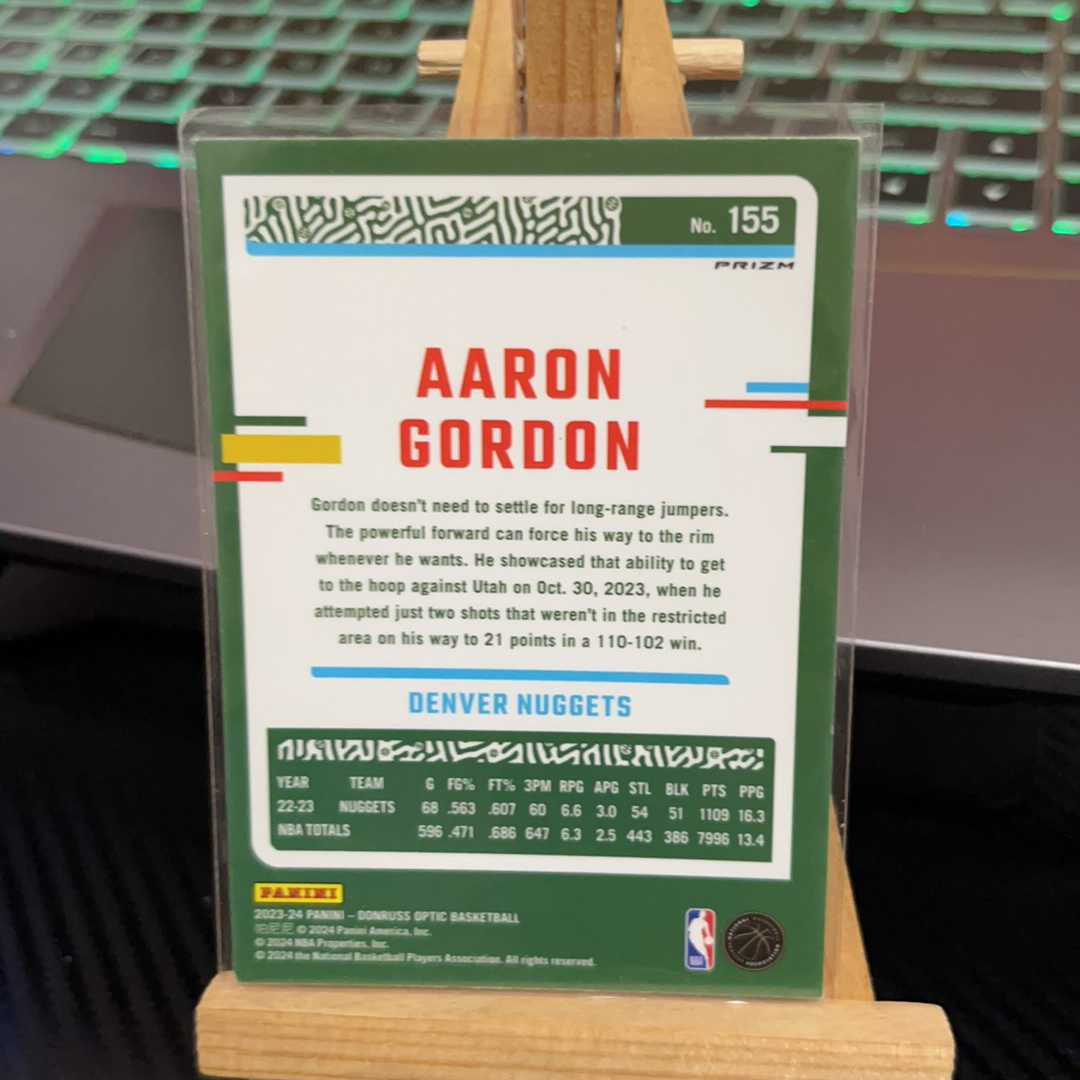 No. 155
PRIZM
AARON
GORDON
Gordon doesn't need to settle for long-range jumpers.
The powerful forward can force his way to the rim
whenever he wants. He showcased that ability to get
to the hoop against Utah on Oct. 30, 2023, when he
attempted just two shots that weren't in the restricted
area on his way to 21 points in a 110-102 win.
DENVER NUGGETS
YEAR TEAM G FG% FT% 3PM RPG APG STL BLK PTS PPG
22-23 NUGGETS 68 .563 .607 60 6.6 3.0 54 51 1109 16.3
NBA TOTALS 596 .471 .686 647 6.3 2.5 443 386 7996 13.4
PANINI
2023-24 PANINI – DONRUSS OPTIC BASKETBALL
帕尼尼 © 2024 Panini America, Inc.
© 2024 NBA Properties, Inc.
© 2024 the National Basketball Players Association. All rights reserved.
NBA